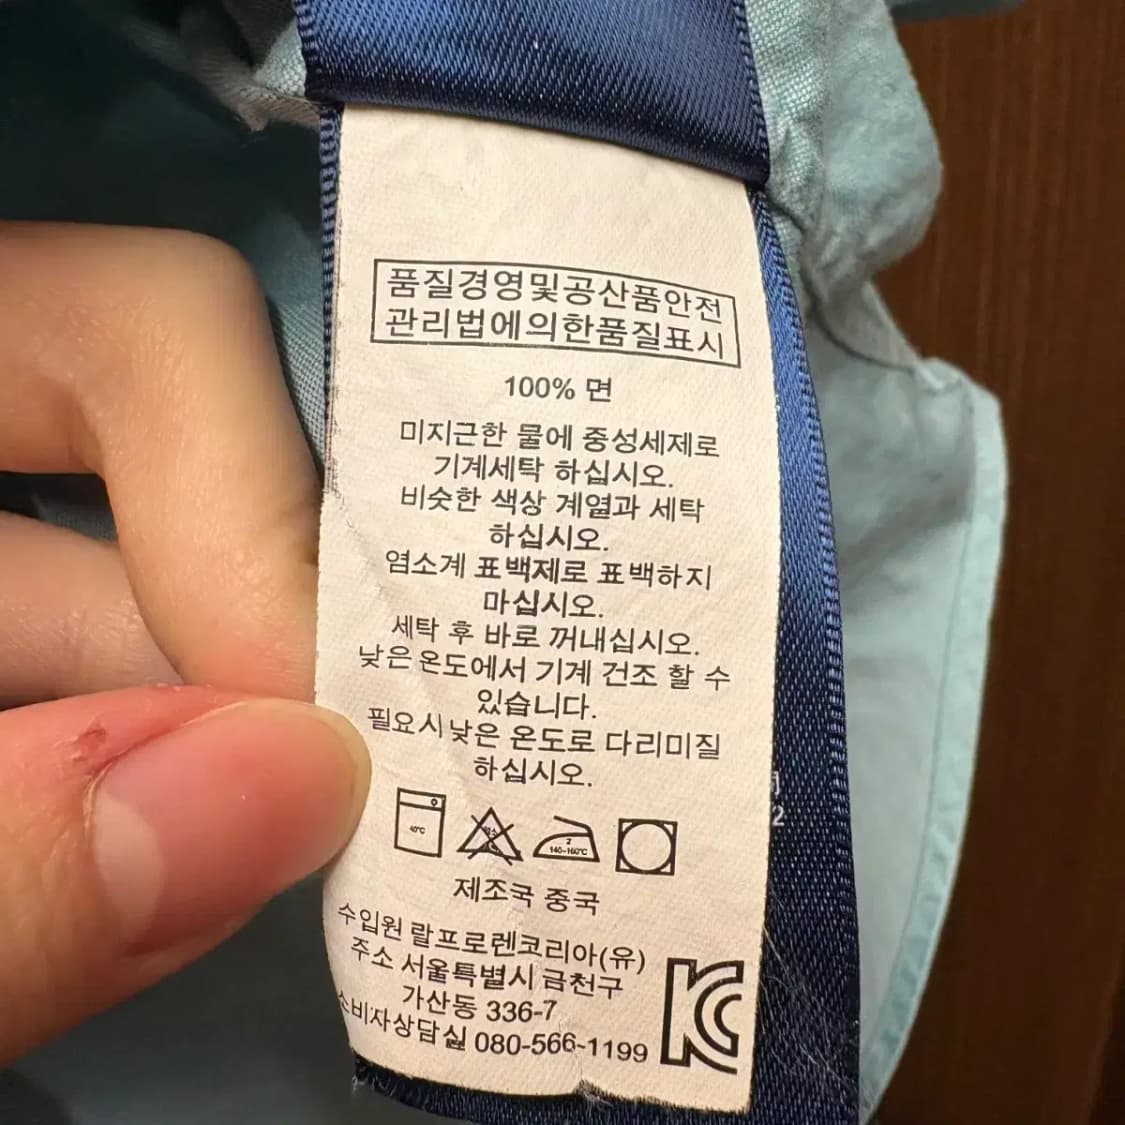 품질경영및공산품안전
관리법에의한품질표시
100% 면
미지근한 물에 중성세제로
기계세탁 하십시오.
비슷한 색상 계열과 세탁
하십시오.
염소계 표백제로 표백하지
마십시오.
세탁 후 바로 꺼내십시오.
낮은온도에서 기계 건조 할 수
있습니다.
필요시낮은 온도로 다리미질
하십시오.
40°C
2
140~160°C
제조국 중국
수입원 랄프로렌코리아(유)
주소 서울특별시 금천구
가산동 336-7
소비자상담실 080-566-1199
KC
2